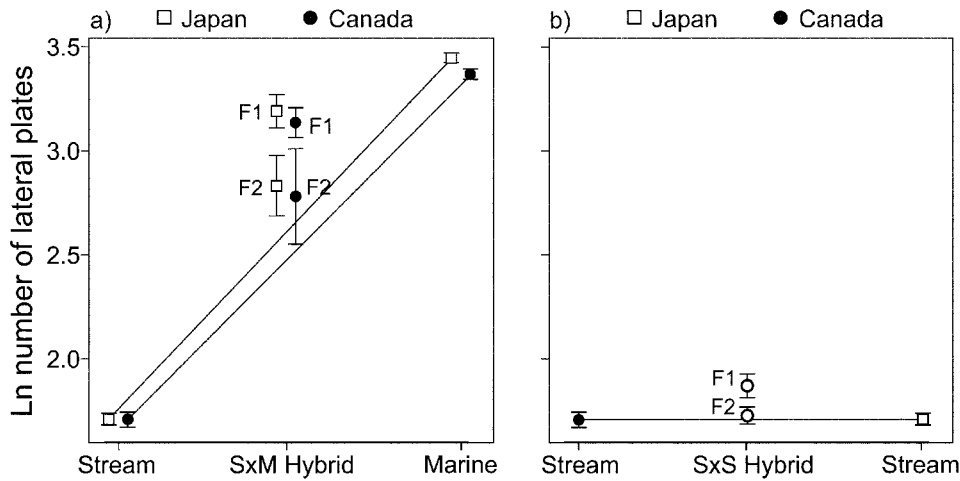 a) Japan Canada
b) Japan Canada
Ln number of lateral plates
3.5
3.0
2.5
2.0
F1 F1
F2 F2
F1
F2
Stream SxM Hybrid Marine
Stream SxS Hybrid Stream